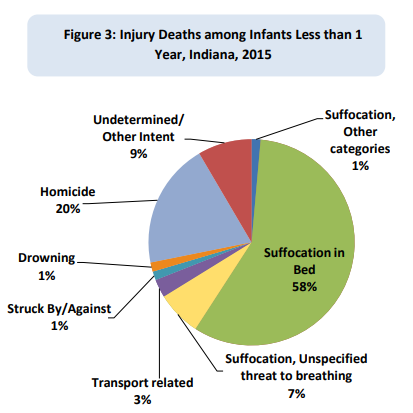 Figure 3: Injury Deaths among Infants Less than 1
Year, Indiana, 2015
Suffocation,
Other
categories
1%
Undetermined/
Other Intent
9%
Homicide
20%
Drowning
1%
Struck By/Against
1%
Transport related
3%
Suffocation, Unspecified
threat to breathing
7%
Suffocation in
Bed
58%